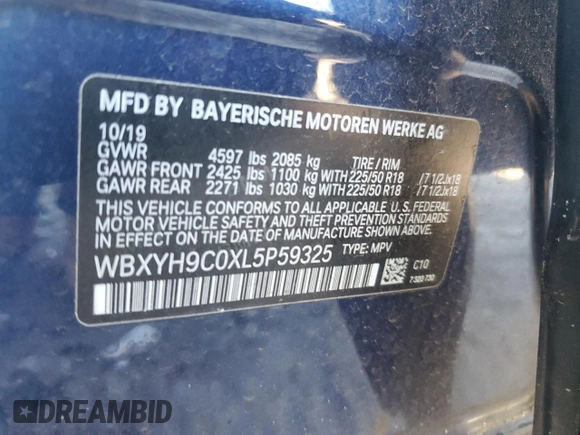 MFD BY BAYERISCHE MOTOREN WERKE AG
10/19
GVWR 4597 lbs 2085 kg TIRE / RIM
GAWR FRONT 2425 lbs 1100 kg WITH 225/50 R18 /7 1/2Jx18
GAWR REAR 2271 lbs 1030 kg WITH 225/50 R18 /7 1/2Jx18
THIS VEHICLE CONFORMS TO ALL APPLICABLE U.S. FEDERAL
MOTOR VEHICLE SAFETY AND THEFT PREVENTION STANDARDS
IN EFFECT ON THE DATE OF MANUFACTURE SHOWN ABOVE.
WBXYH9C0XL5P59325 TYPE: MPV
C10
7 389 730
DREAMBID